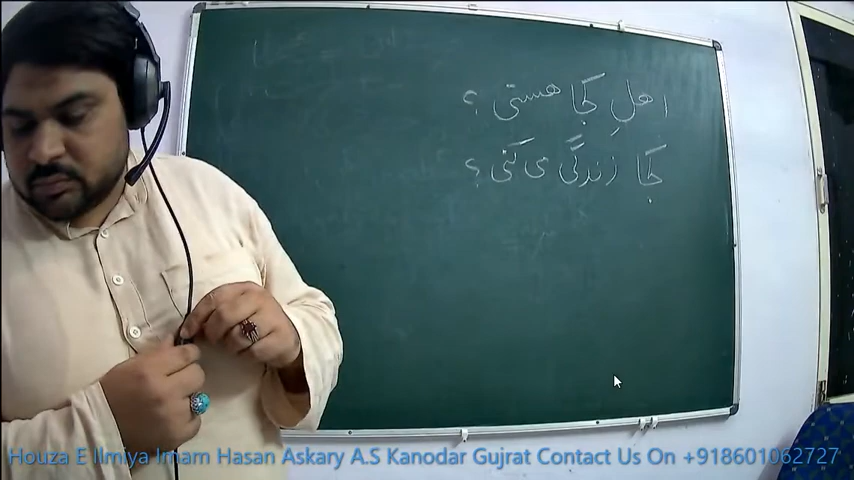 اهلِ کجا هستی ؟
کجا زندگی می کنی ؟
Houza E Ilmiya Imam Hasan Askary A.S Kanodar Gujrat, Contact Us On +918601062727